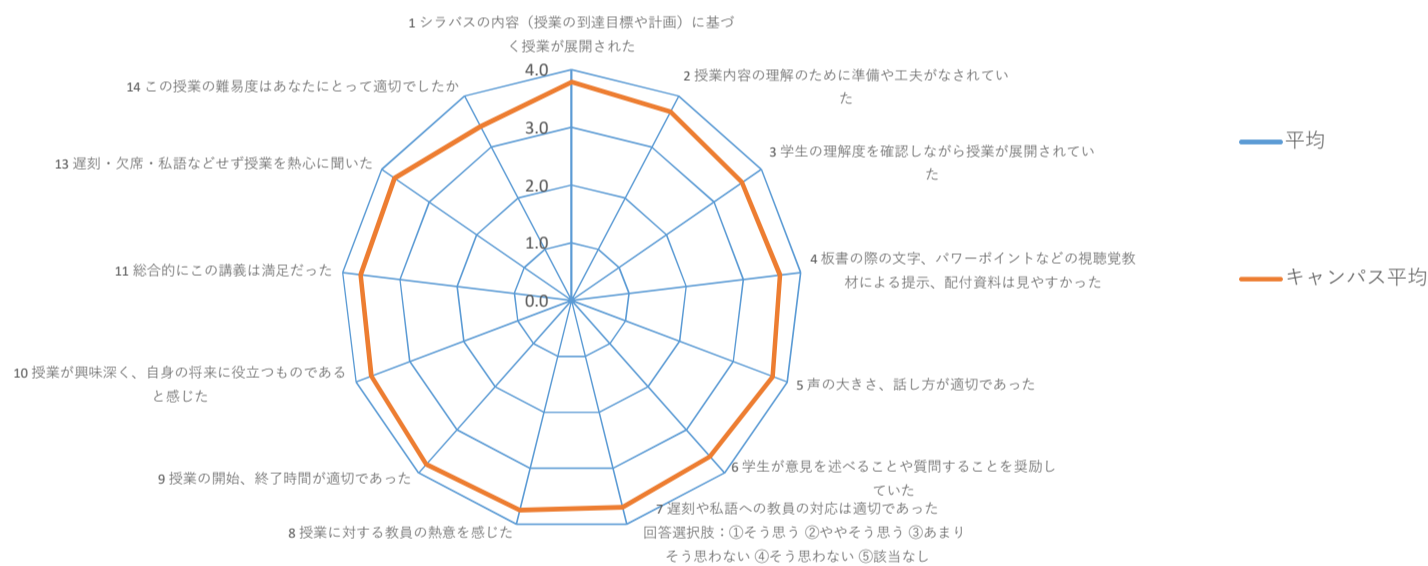 1 シラバスの内容（授業の到達目標や計画）に基づ
く授業が展開された
2 授業内容の理解のために準備や工夫がなされてい
た
3 学生の理解度を確認しながら授業が展開されてい
た
4 板書の際の文字、パワーポイントなどの視聴覚教
材による提示、配付資料は見やすかった
5 声の大きさ、話し方が適切であった
6 学生が意見を述べることや質問することを奨励し
ていた
7 遅刻や私語への教員の対応は適切であった
回答選択肢：①そう思う ②ややそう思う ③あまり
そう思わない ④そう思わない ⑤該当なし
8 授業に対する教員の熱意を感じた
9 授業の開始、終了時間が適切であった
10 授業が興味深く、自身の将来に役立つものである
と感じた
11 総合的にこの講義は満足だった
13 遅刻・欠席・私語などせず授業を熱心に聞いた
14 この授業の難易度はあなたにとって適切でしたか
4.0
3.0
2.0
1.0
0.0
平均
キャンパス平均